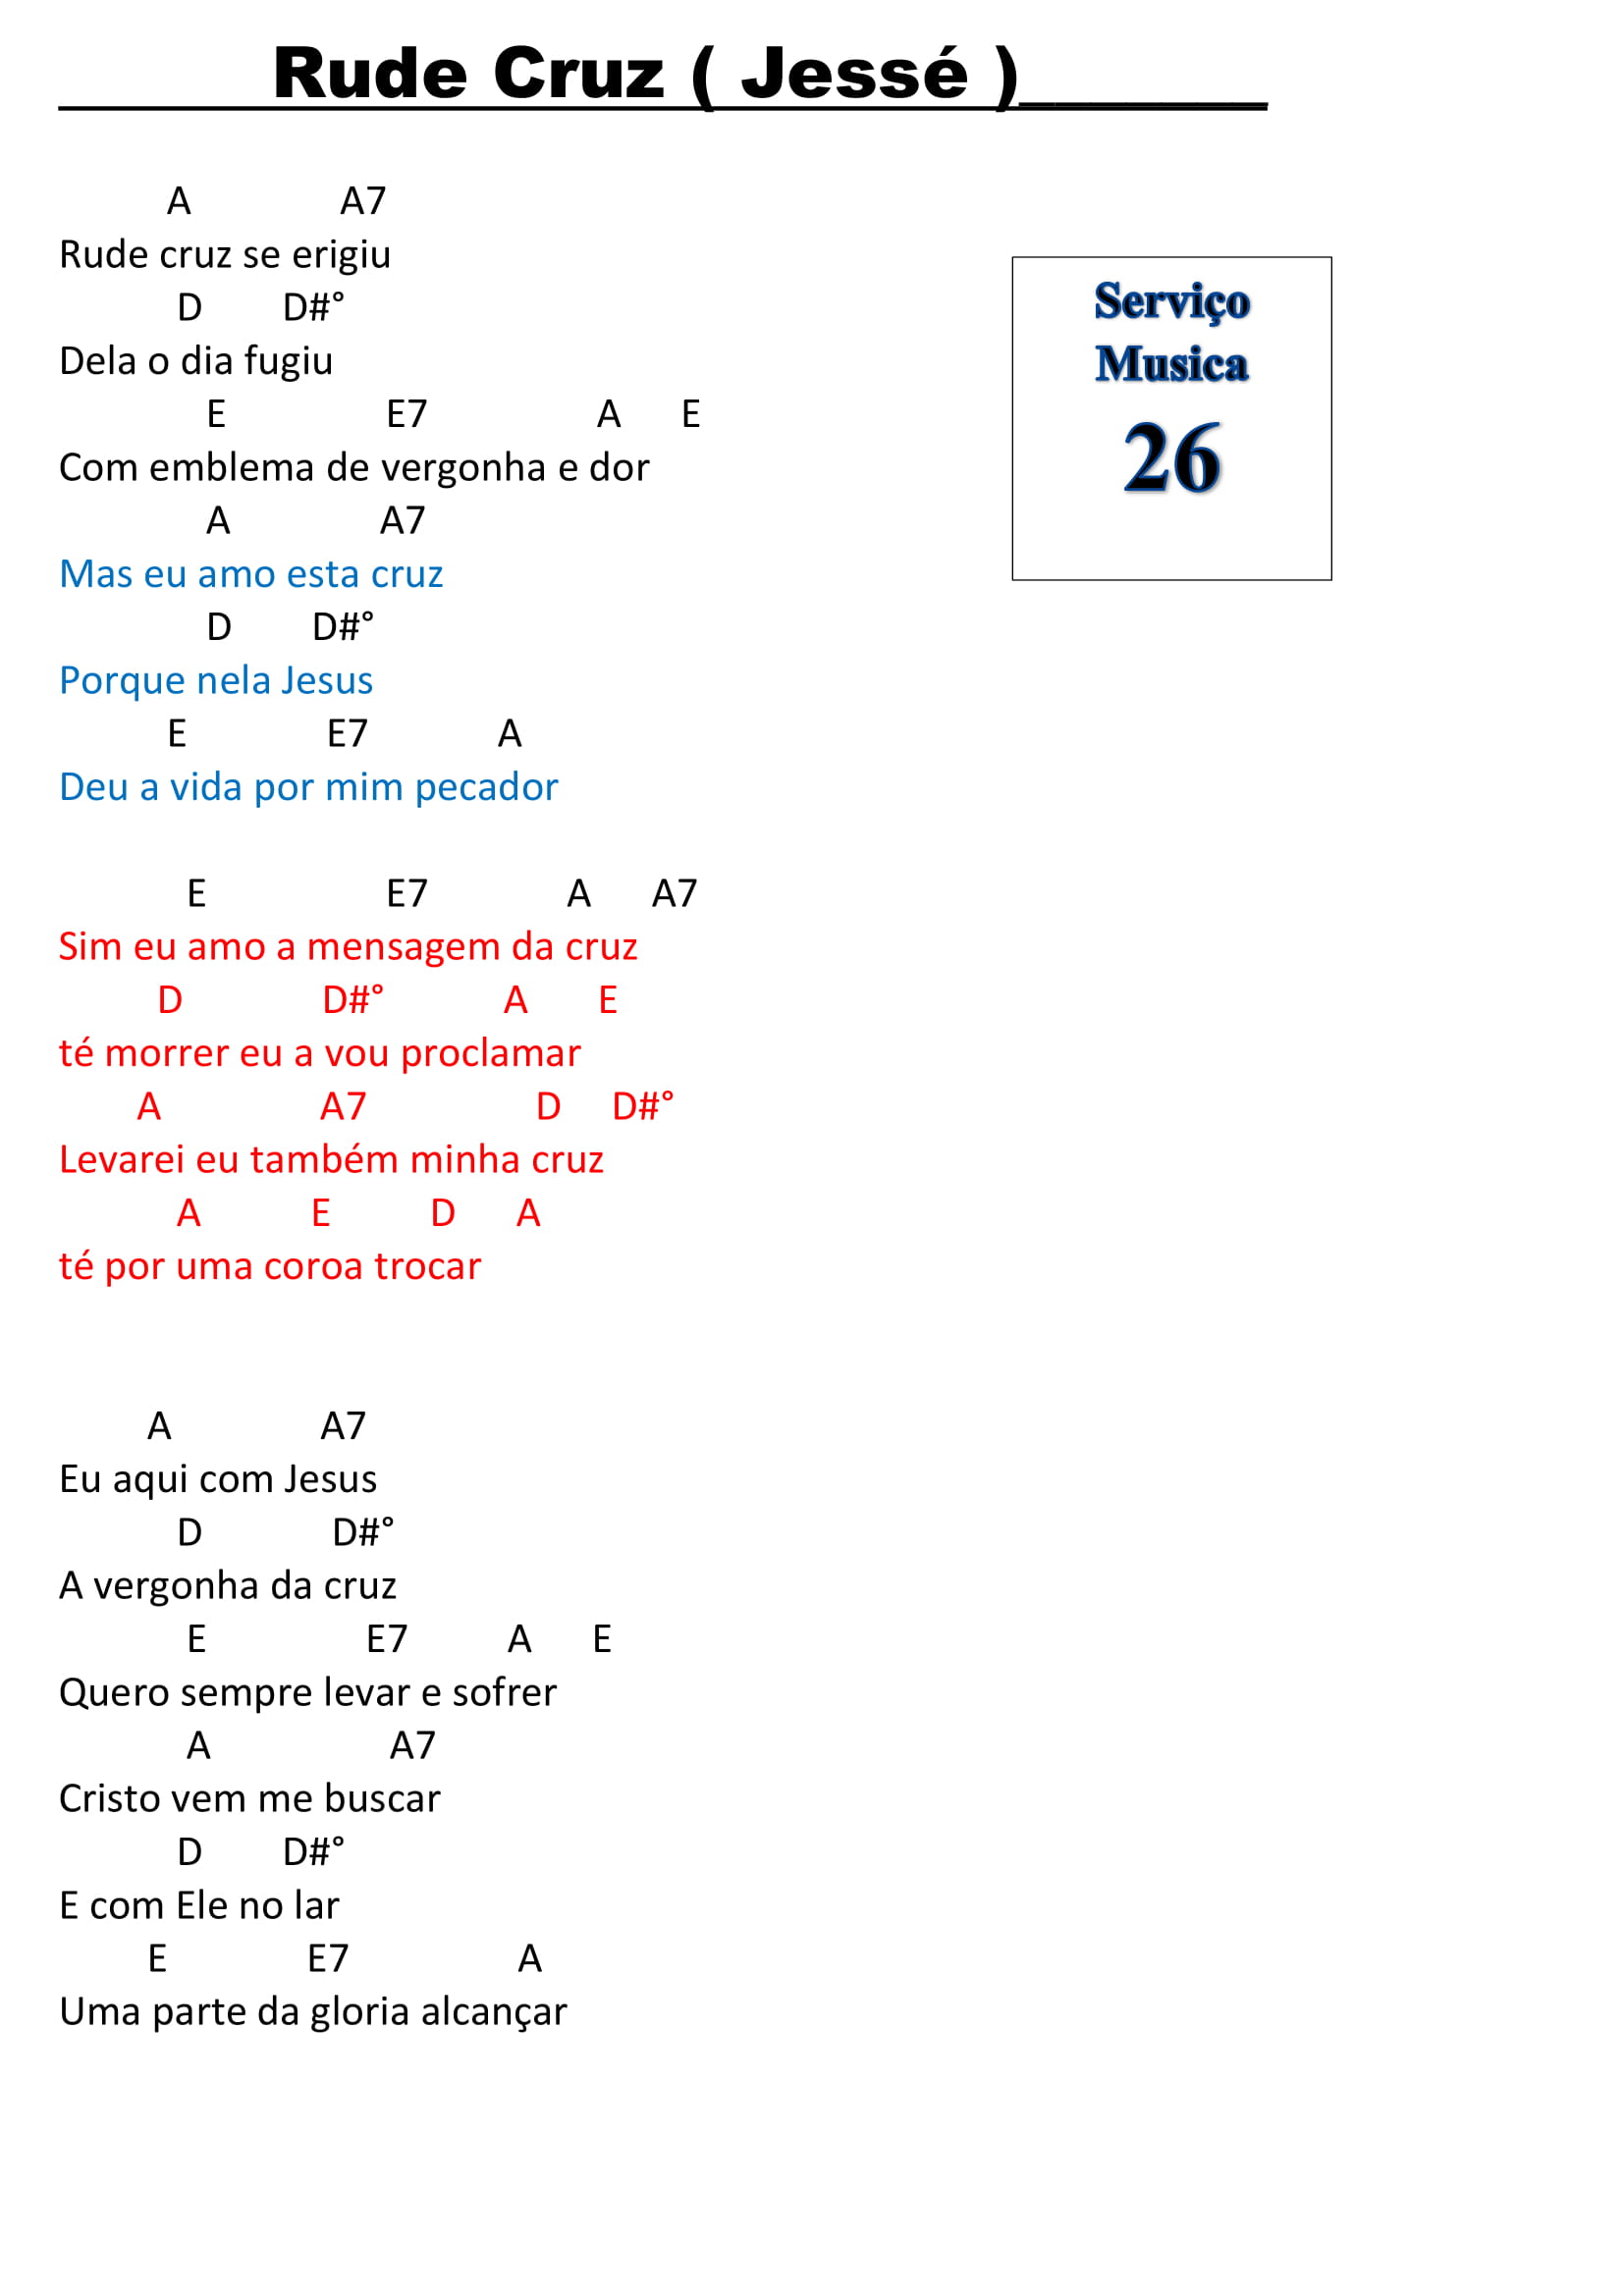 Rude Cruz ( Jessé )_______
A A7
Rude cruz se erigiu
D D#°
Dela o dia fugiu
E E7 A E
Com emblema de vergonha e dor
A A7
Mas eu amo esta cruz
D D#°
Porque nela Jesus
E E7 A
Deu a vida por mim pecador
E E7 A A7
Sim eu amo a mensagem da cruz
D D#° A E
té morrer eu a vou proclamar
A A7 D D#°
Levarei eu também minha cruz
A E D A
té por uma coroa trocar
A A7
Eu aqui com Jesus
D D#°
A vergonha da cruz
E E7 A E
Quero sempre levar e sofrer
A A7
Cristo vem me buscar
D D#°
E com Ele no lar
E E7 A
Uma parte da gloria alcançar
Serviço
Musica
26